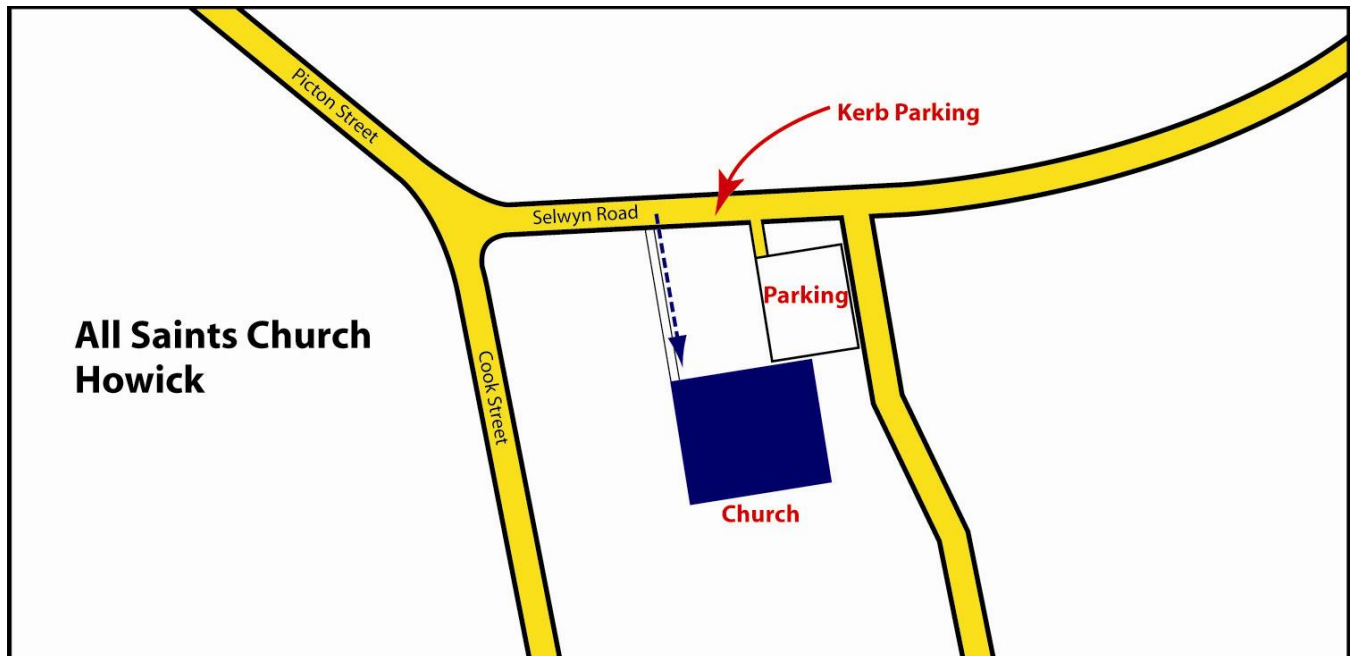 Picton Street
Kerb Parking
Selwyn Road
Parking
All Saints Church
Howick
Cook Street
Church